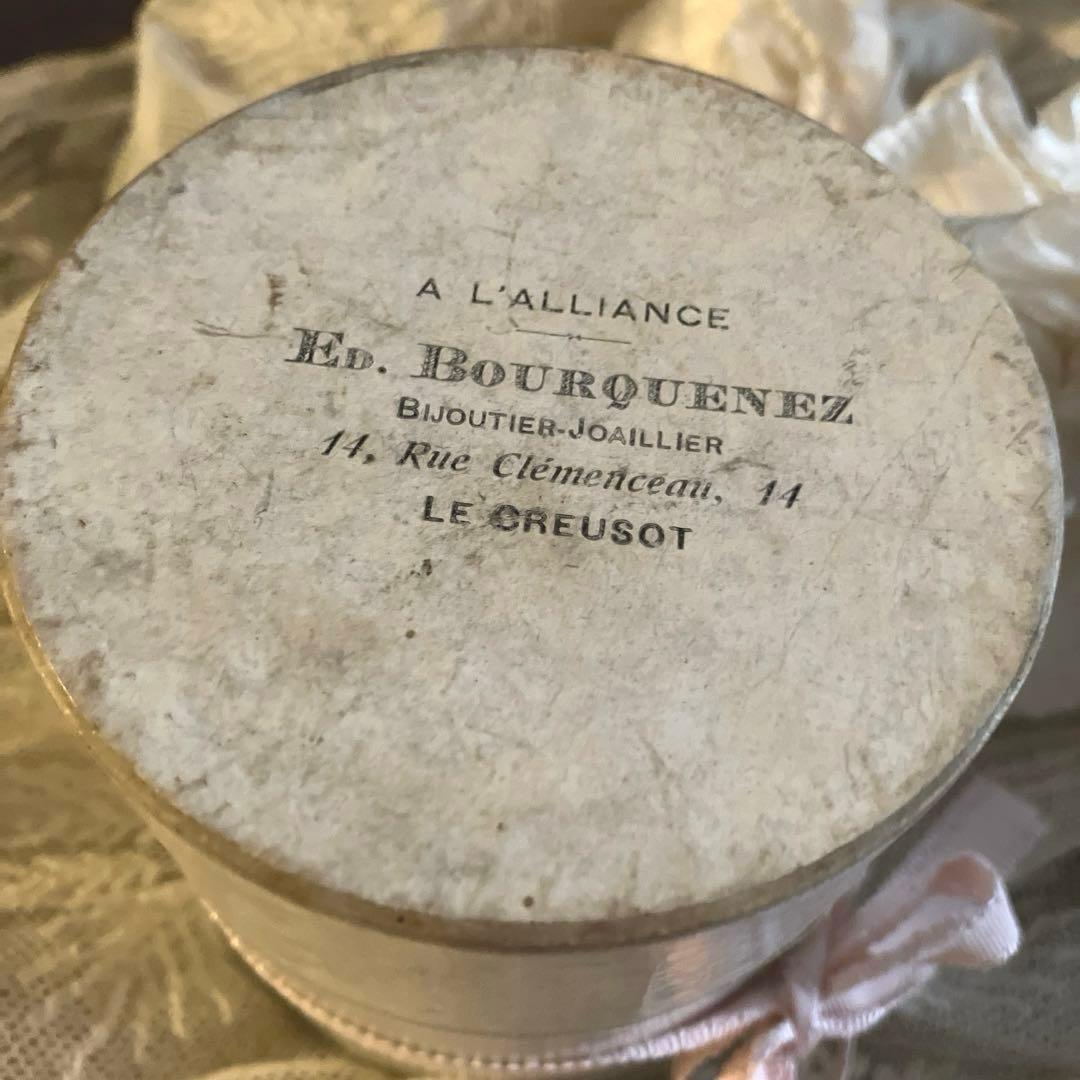 A L'ALLIANCE
ED. BOURQUENEZ
BIJOUTIER-JOAILLIER
14, Rue Clémenceau, 14
LE CREUSOT